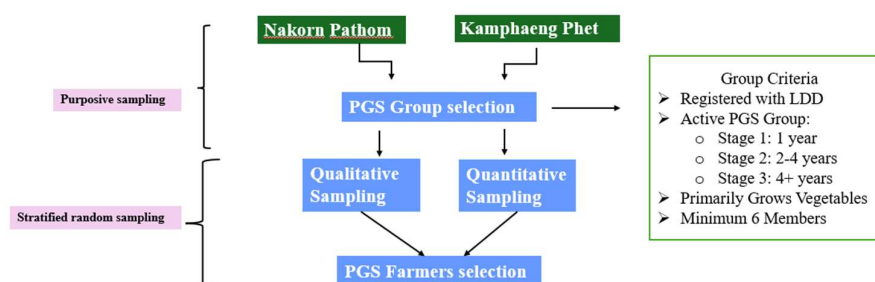 Nakorn Pathom
Kamphaeng Phet
Purposive sampling
PGS Group selection
Group Criteria
➢ Registered with LDD
➢ Active PGS Group:
o Stage 1: 1 year
o Stage 2: 2-4 years
o Stage 3: 4+ years
➢ Primarily Grows Vegetables
➢ Minimum 6 Members
Qualitative
Sampling
Quantitative
Sampling
Stratified random sampling
PGS Farmers selection